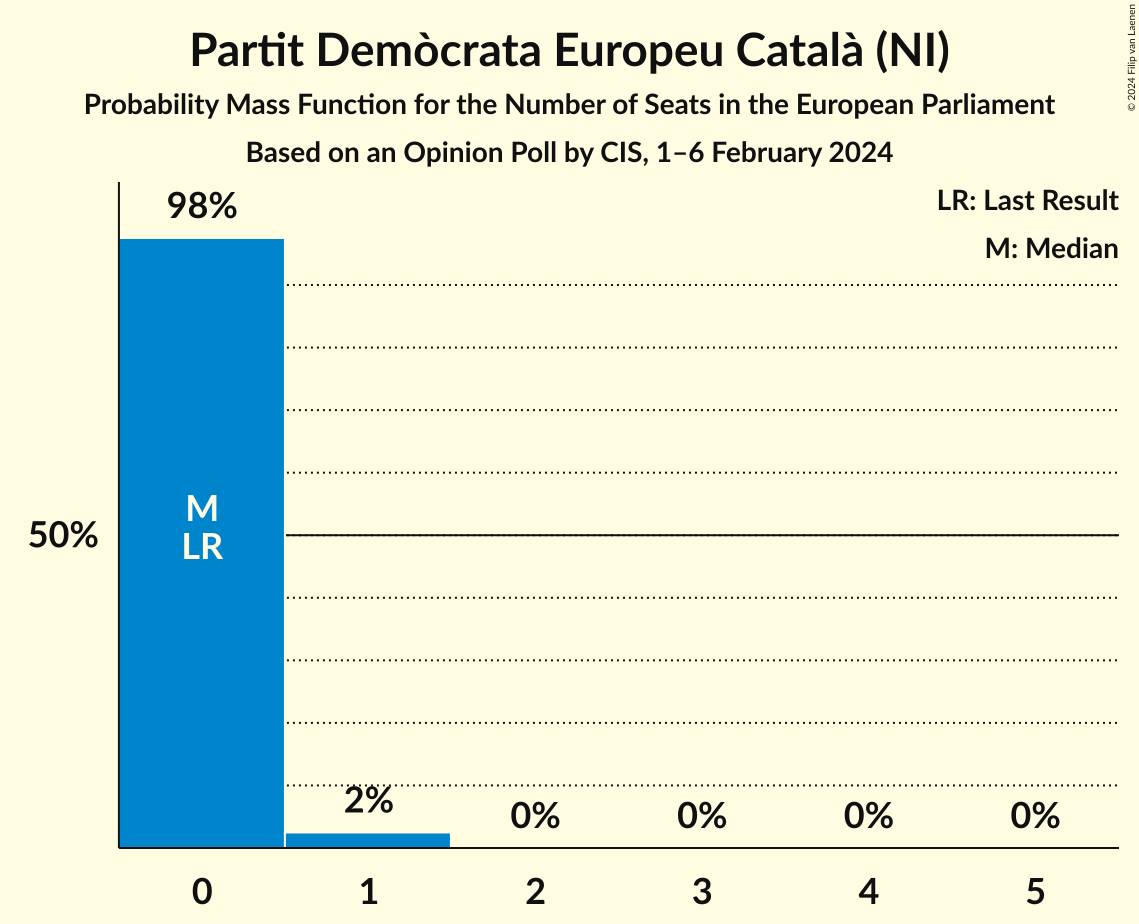 Partit Demòcrata Europeu Català (NI)
Probability Mass Function for the Number of Seats in the European Parliament
Based on an Opinion Poll by CIS, 1–6 February 2024
© 2024 Filip van Laenen
LR: Last Result
M: Median
98%
M
LR
50%
2%
0%
0%
0%
0%
0
1
2
3
4
5